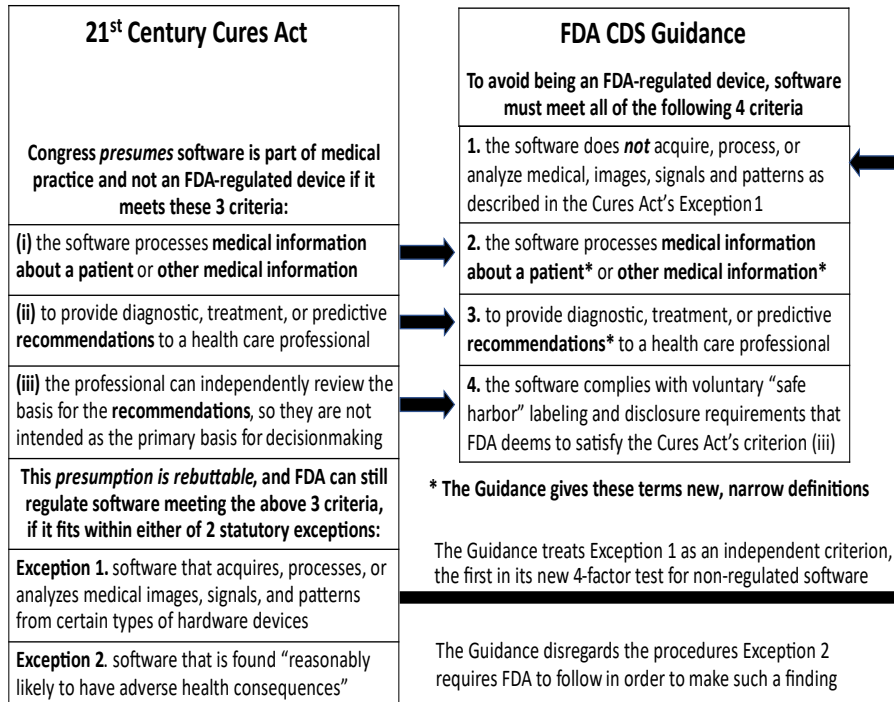 21st Century Cures Act
Congress presumes software is part of medical
practice and not an FDA-regulated device if it
meets these 3 criteria:
(i) the software processes medical information
about a patient or other medical information
(ii) to provide diagnostic, treatment, or predictive
recommendations to a health care professional
(iii) the professional can independently review the
basis for the recommendations, so they are not
intended as the primary basis for decisionmaking
This presumption is rebuttable, and FDA can still
regulate software meeting the above 3 criteria,
if it fits within either of 2 statutory exceptions:
Exception 1. software that acquires, processes, or
analyzes medical images, signals, and patterns
from certain types of hardware devices
Exception 2. software that is found “reasonably
likely to have adverse health consequences”
FDA CDS Guidance
To avoid being an FDA-regulated device, software
must meet all of the following 4 criteria
1. the software does not acquire, process, or
analyze medical, images, signals and patterns as
described in the Cures Act’s Exception 1
2. the software processes medical information
about a patient* or other medical information*
3. to provide diagnostic, treatment, or predictive
recommendations* to a health care professional
4. the software complies with voluntary “safe
harbor” labeling and disclosure requirements that
FDA deems to satisfy the Cures Act’s criterion (iii)
* The Guidance gives these terms new, narrow definitions
The Guidance treats Exception 1 as an independent criterion,
the first in its new 4-factor test for non-regulated software
The Guidance disregards the procedures Exception 2
requires FDA to follow in order to make such a finding